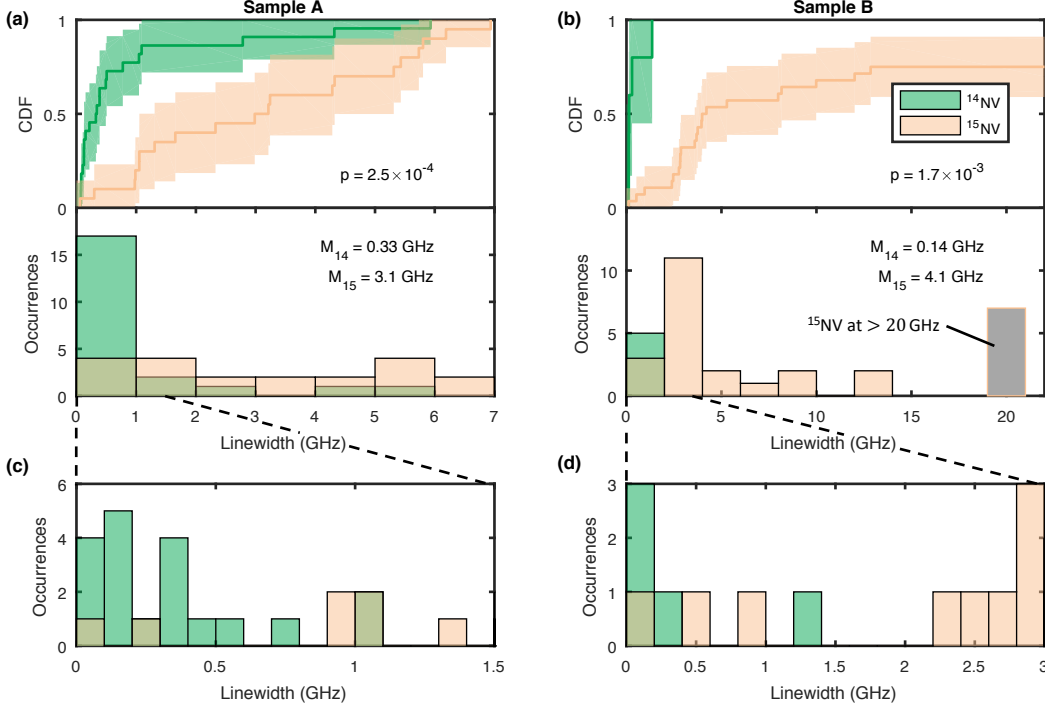 Sample A
Sample B
(a)
(b)
1
0.5
0
CDF
p = 2.5×10⁻⁴
1
0.5
0
CDF
¹⁴NV
¹⁵NV
p = 1.7×10⁻³
15
10
5
0
Occurrences
M₁₄ = 0.33 GHz
M₁₅ = 3.1 GHz
0 1 2 3 4 5 6 7
Linewidth (GHz)
10
5
0
Occurrences
M₁₄ = 0.14 GHz
M₁₅ = 4.1 GHz
¹⁵NV at > 20 GHz
0 5 10 15 20
Linewidth (GHz)
(c)
(d)
6
4
2
0
Occurrences
0 0.5 1 1.5
Linewidth (GHz)
3
2
1
0
Occurrences
0 0.5 1 1.5 2 2.5 3
Linewidth (GHz)